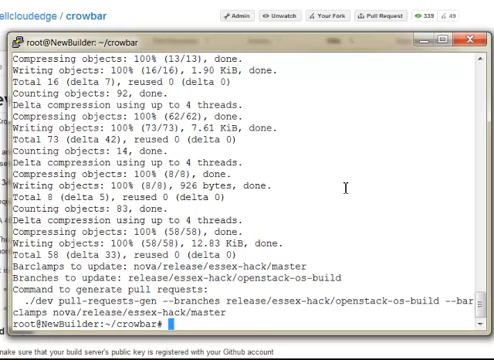 ellcloudedge / crowbar
Admin
Unwatch
Your Fork
Pull Request
339
49
root@NewBuilder: ~/crowbar
Compressing objects: 100% (13/13), done.
Writing objects: 100% (16/16), 1.90 KiB, done.
Total 16 (delta 7), reused 0 (delta 0)
Counting objects: 92, done.
Delta compression using up to 4 threads.
Compressing objects: 100% (62/62), done.
Writing objects: 100% (73/73), 7.61 KiB, done.
Total 73 (delta 42), reused 0 (delta 0)
Counting objects: 14, done.
Delta compression using up to 4 threads.
Compressing objects: 100% (8/8), done.
Writing objects: 100% (8/8), 926 bytes, done.
Total 8 (delta 5), reused 0 (delta 0)
Counting objects: 83, done.
Delta compression using up to 4 threads.
Compressing objects: 100% (58/58), done.
Writing objects: 100% (58/58), 12.83 KiB, done.
Total 58 (delta 33), reused 0 (delta 0)
Barclamps to update: nova/release/essex-hack/master
Branches to update: release/essex-hack/openstack-os-build
Command to generate pull requests:
./dev pull-requests-gen --branches release/essex-hack/openstack-os-build --bar
clamps nova/release/essex-hack/master
root@NewBuilder:~/crowbar#
make sure that your build server's public key is registered with your Github account